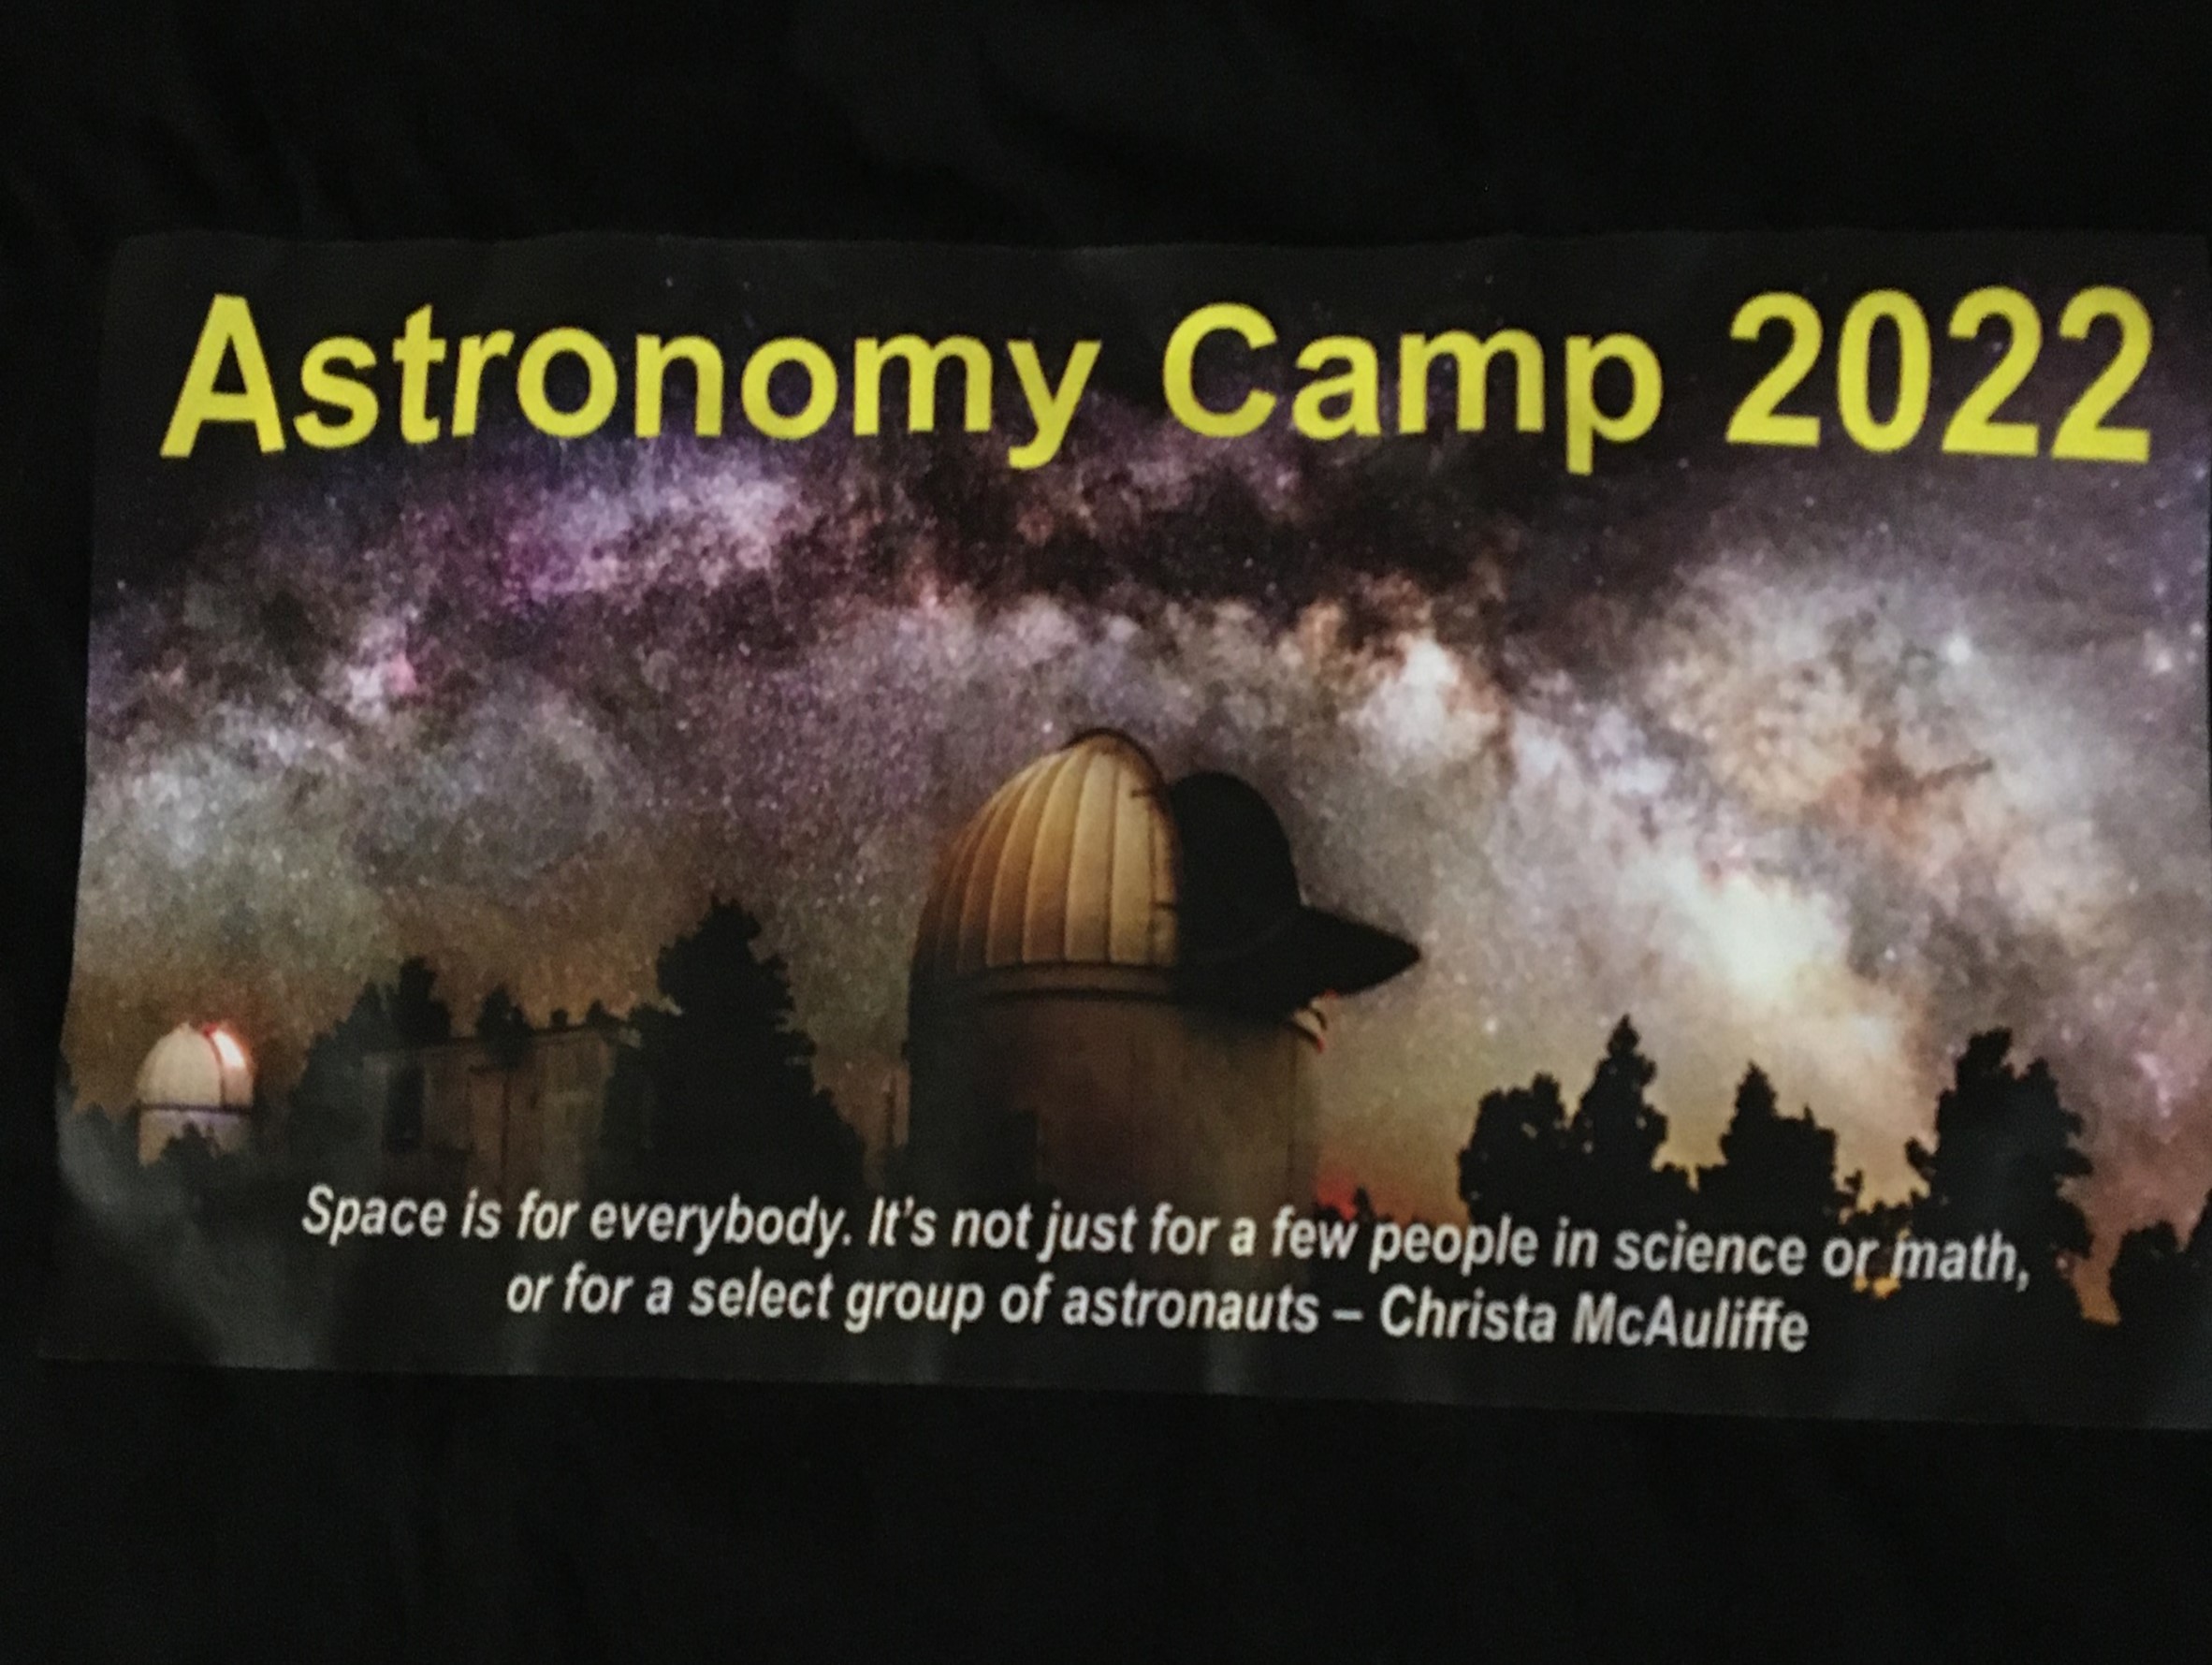 Astronomy Camp 2022
Space is for everybody. It’s not just for a few people in science or math,
or for a select group of astronauts – Christa McAuliffe